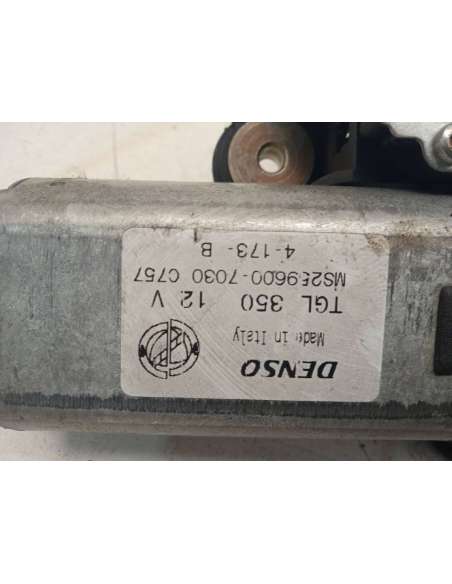 DENSO
Made in Italy
TGL 350 12 V
MS259600-7030 C757
4-173- B